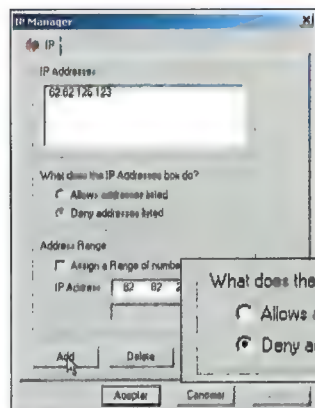 IP Manager
IP
IP Addresses
62.62.126.123
What does the IP Addresses box do?
Allows addresses listed
Deny addresses listed
Address Range
Assign a Range of numbe
IP Address 62 62 2
What does the
Allows
Deny a
Add Delete
Aceptar Cancelar